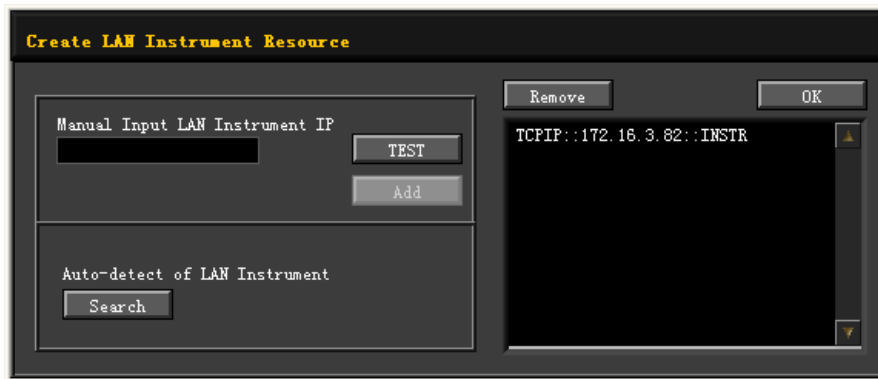 Create LAN Instrument Resource
Manual Input LAN Instrument IP
TEST
Add
Auto-detect of LAN Instrument
Search
Remove
OK
TCPIP::172.16.3.82::INSTR